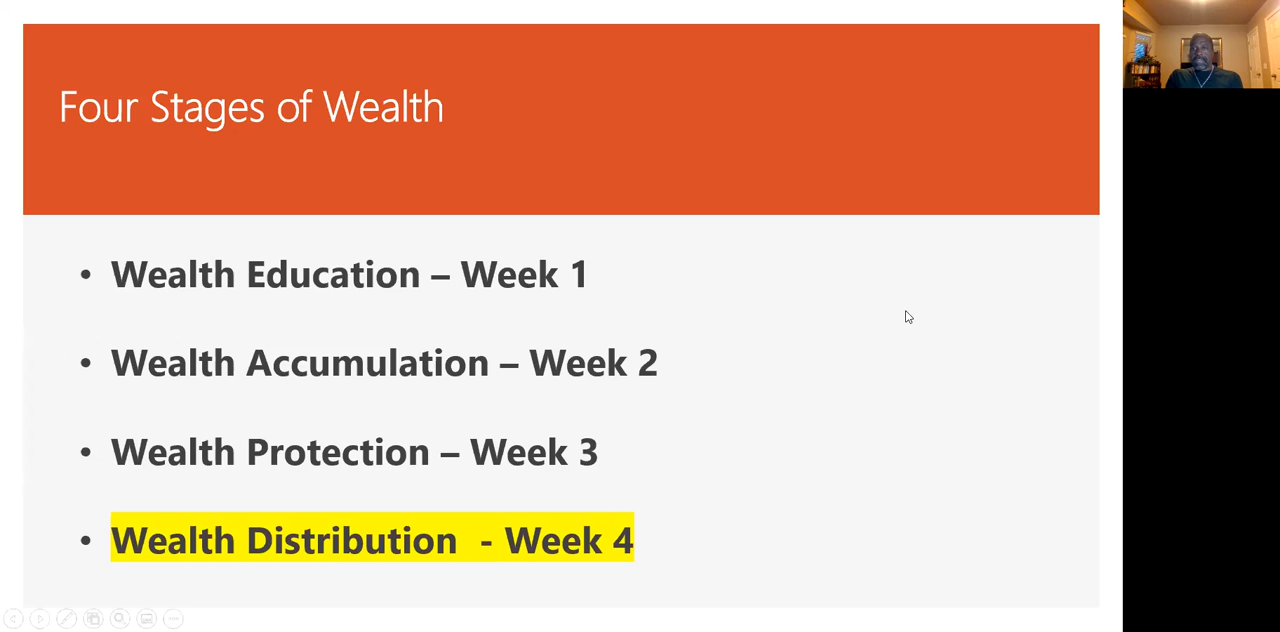 Four Stages of Wealth
• Wealth Education – Week 1
• Wealth Accumulation – Week 2
• Wealth Protection – Week 3
• Wealth Distribution  - Week 4